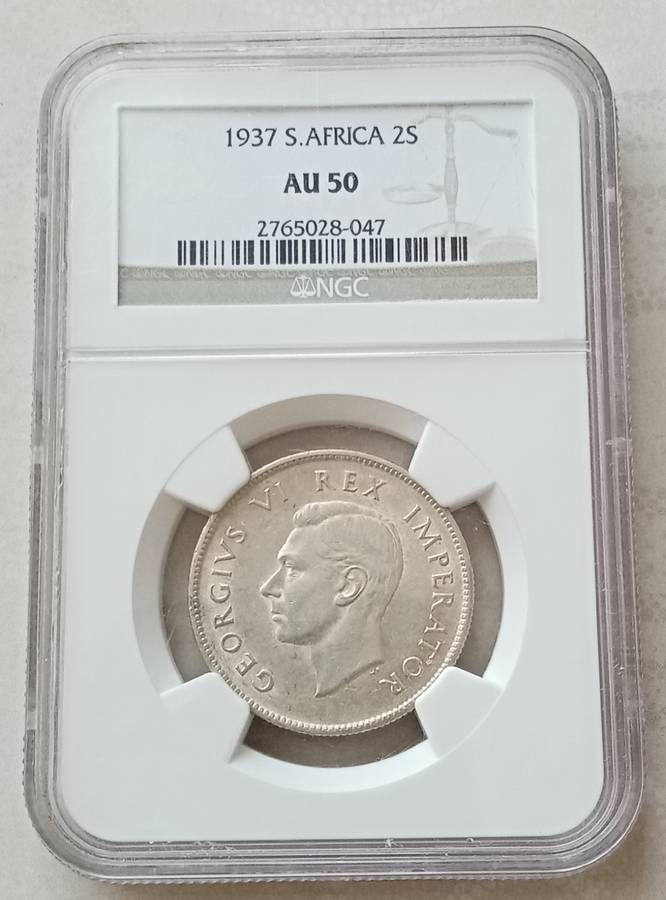 1937 S.AFRICA 2S
AU 50
2765028-047
NGC
GEORGIVS VI REX IMPERATOR